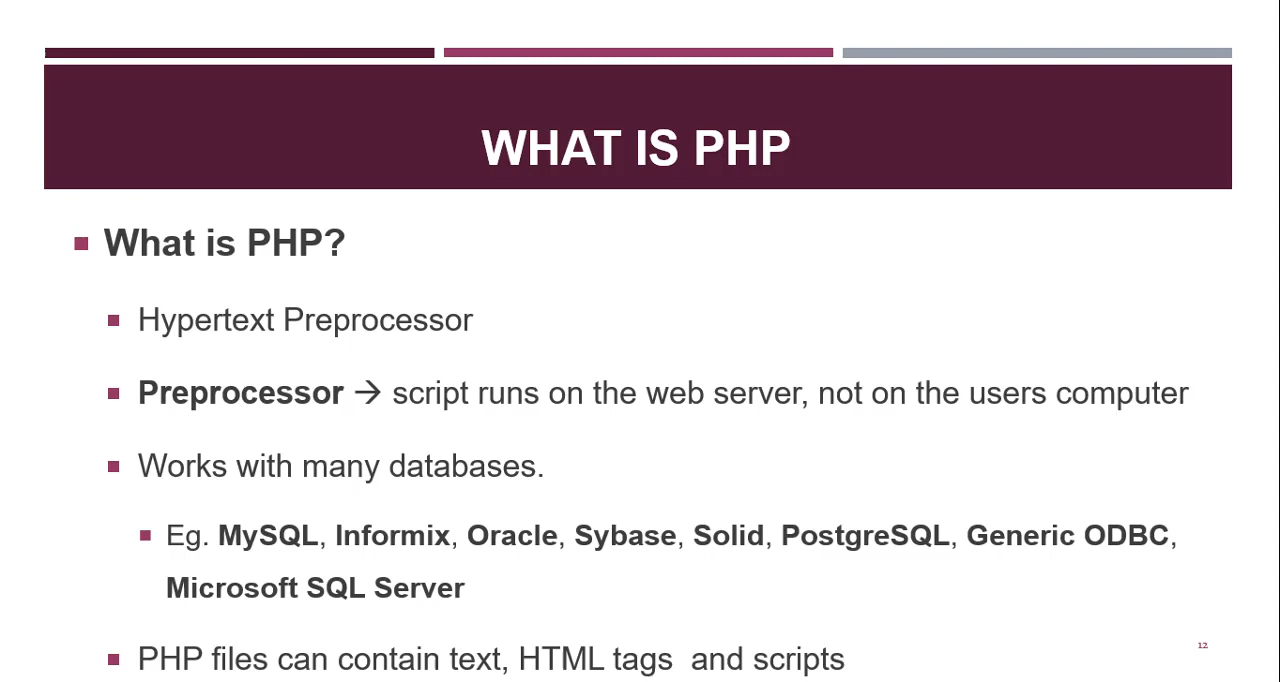 WHAT IS PHP
What is PHP?
Hypertext Preprocessor
Preprocessor → script runs on the web server, not on the users computer
Works with many databases.
Eg. MySQL, Informix, Oracle, Sybase, Solid, PostgreSQL, Generic ODBC,
Microsoft SQL Server
12
PHP files can contain text, HTML tags  and scripts